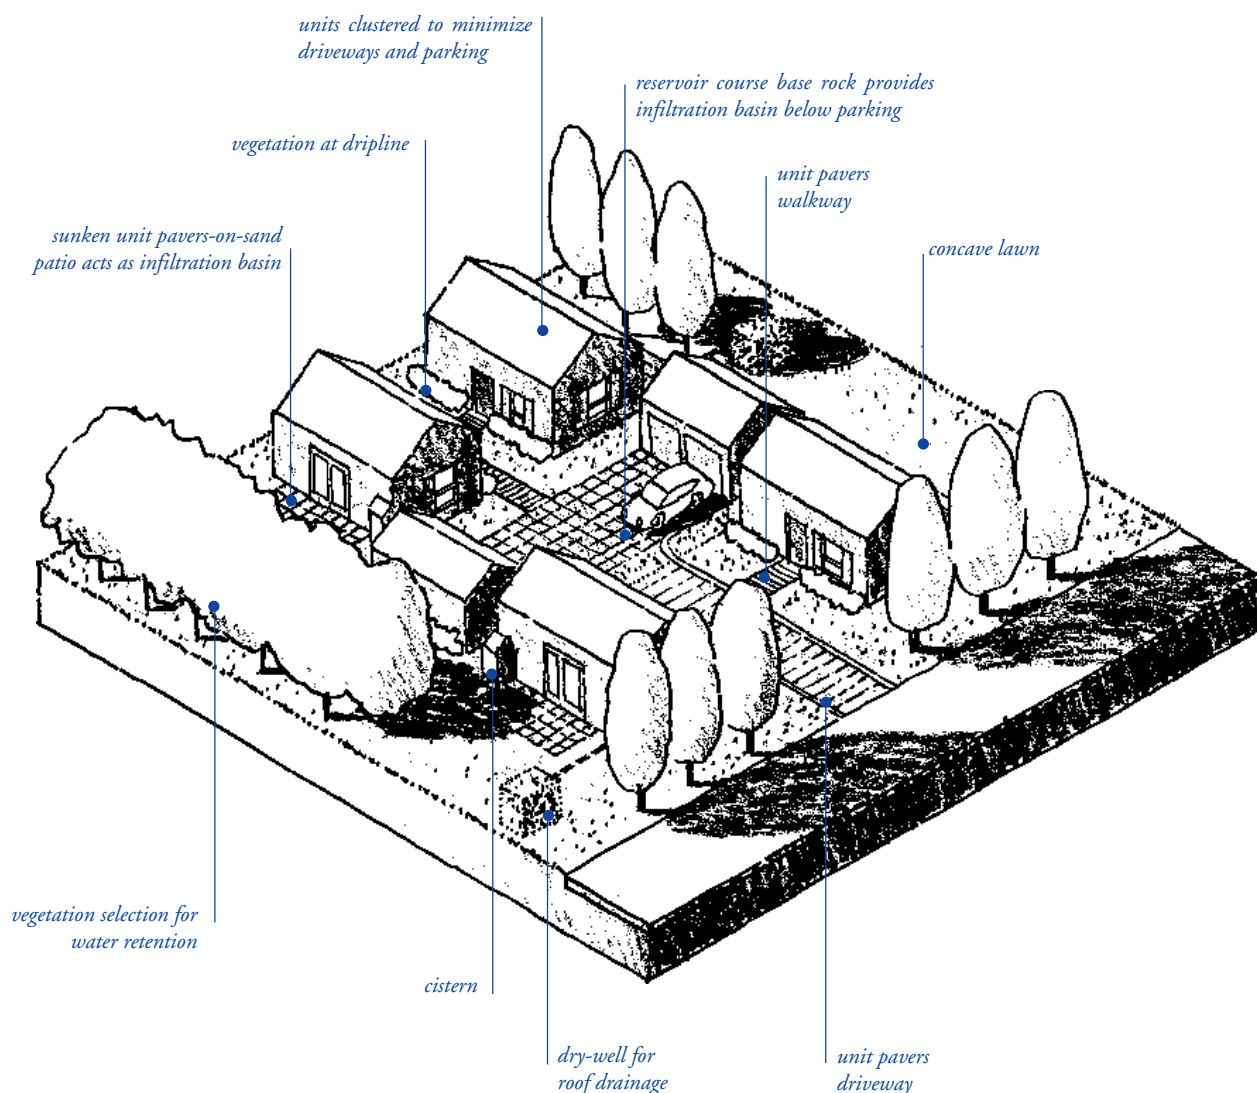 units clustered to minimize
driveways and parking
reservoir course base rock provides
infiltration basin below parking
vegetation at dripline
unit pavers
walkway
sunken unit pavers-on-sand
patio acts as infiltration basin
concave lawn
vegetation selection for
water retention
cistern
dry-well for
roof drainage
unit pavers
driveway